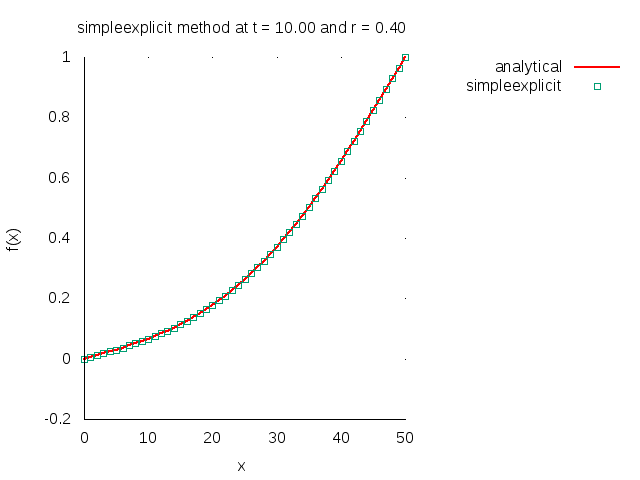 simpleexplicit method at t = 10.00 and r = 0.40
analytical
simpleexplicit
1
0.8
0.6
0.4
0.2
0
-0.2
f(x)
0 10 20 30 40 50
x